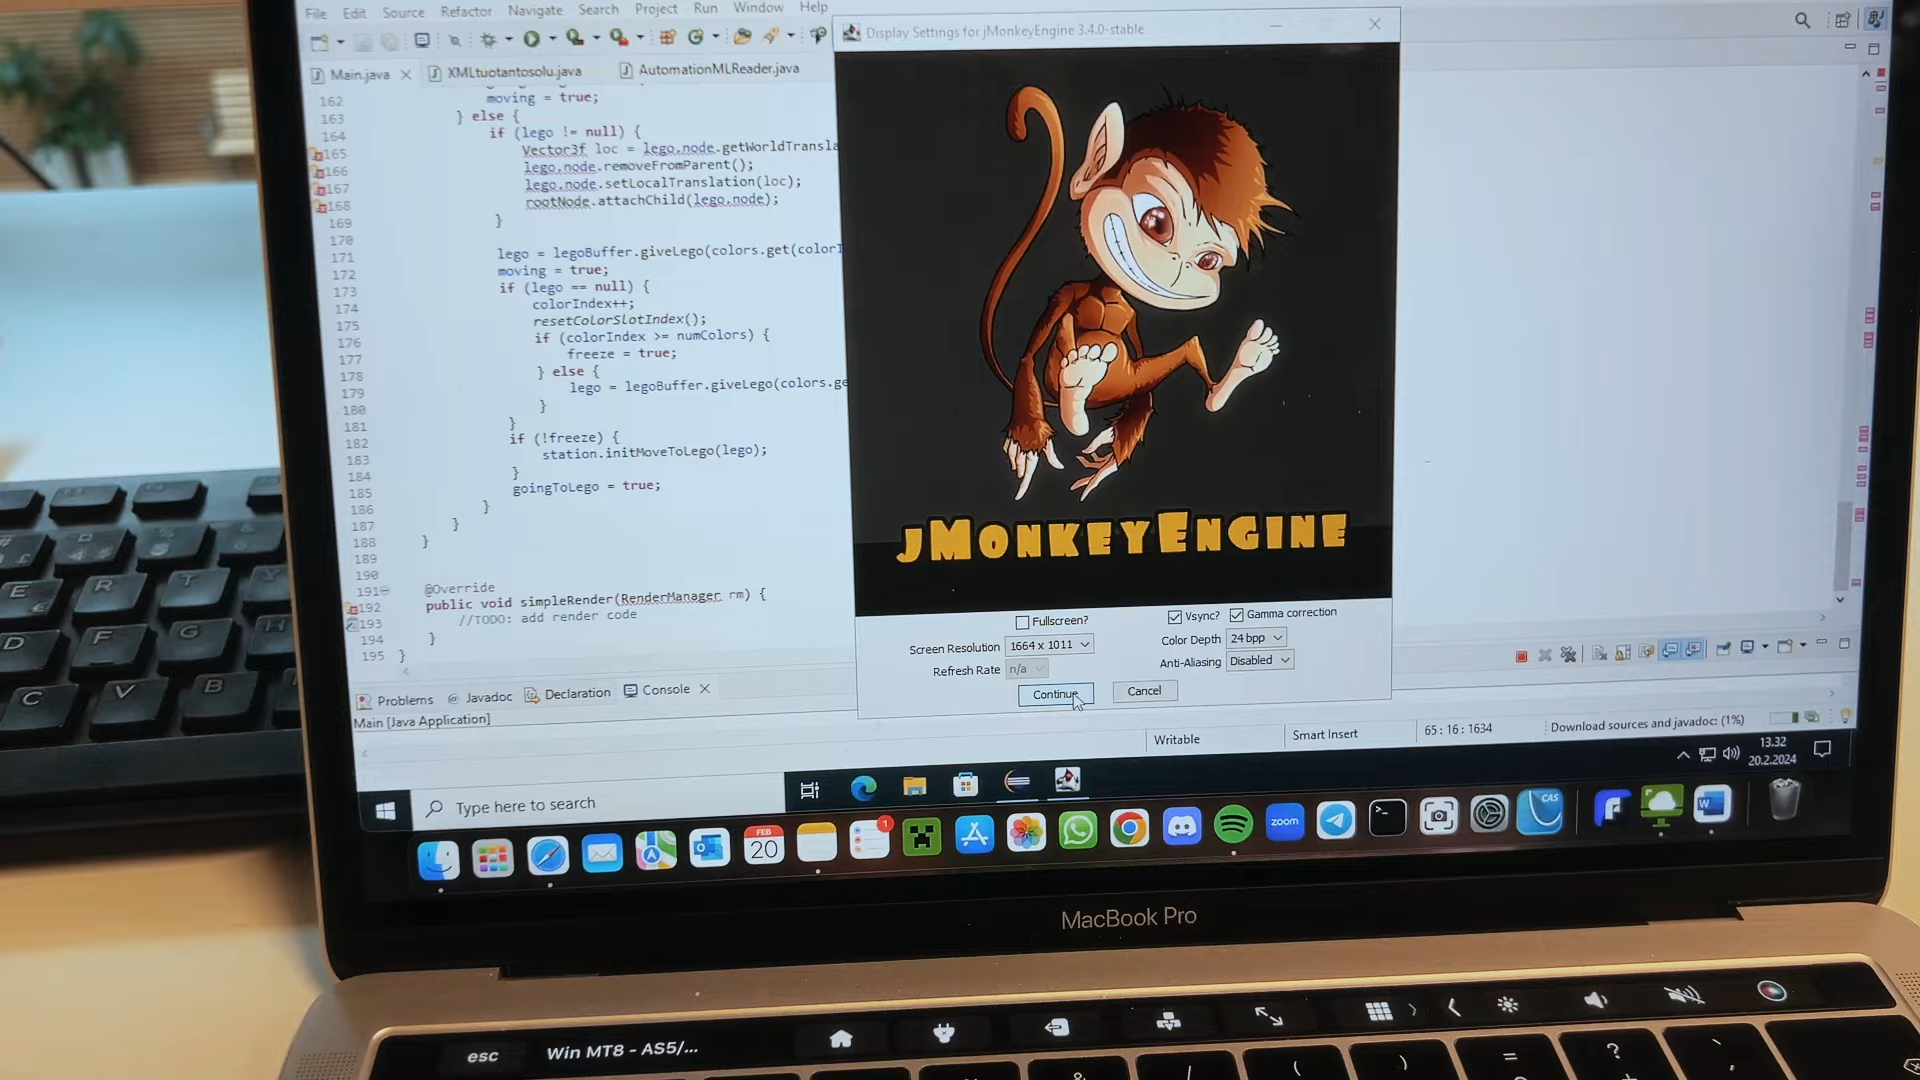 File Edit Source Refactor Navigate Search Project Run Window Help
Display Settings for jMonkeyEngine 3.4.0-stable
Main.java XMLtuotantosolu.java AutomationMLReader.java
162 moving = true;
163 } else {
164 if (lego != null) {
165 Vector3f loc = lego.node.getWorldTransla
166 lego.node.removeFromParent();
167 lego.node.setLocalTranslation(loc);
168 rootNode.attachChild(lego.node);
169 }
170
171 lego = legoBuffer.giveLego(colors.get(colorI
172 moving = true;
173 if (lego == null) {
174 colorIndex++;
175 resetColorSlotIndex();
176 if (colorIndex >= numColors) {
177 freeze = true;
178 } else {
179 lego = legoBuffer.giveLego(colors.ge
180 }
181 }
182 if (!freeze) {
183 station.initMoveToLego(lego);
184 }
185 goingToLego = true;
186 }
187 }
188 }
189
190
191 @Override
192 public void simpleRender(RenderManager rm) {
193 //TODO: add render code
194 }
195 }
jMonkeyEngine
Fullscreen? Vsync? Gamma correction
Screen Resolution 1664 x 1011 Color Depth 24 bpp
Refresh Rate n/a Anti-Aliasing Disabled
Continue Cancel
Problems @ Javadoc Declaration Console
Main [Java Application]
Writable Smart Insert 65 : 16 : 1634 Download sources and javadoc: (1%)
13.32
20.2.2024
Type here to search
FEB
20
1
zoom
CAS
W
MacBook Pro
esc Win MT8 - AS5/...
E €
R
T
D
F
G
C
V
B